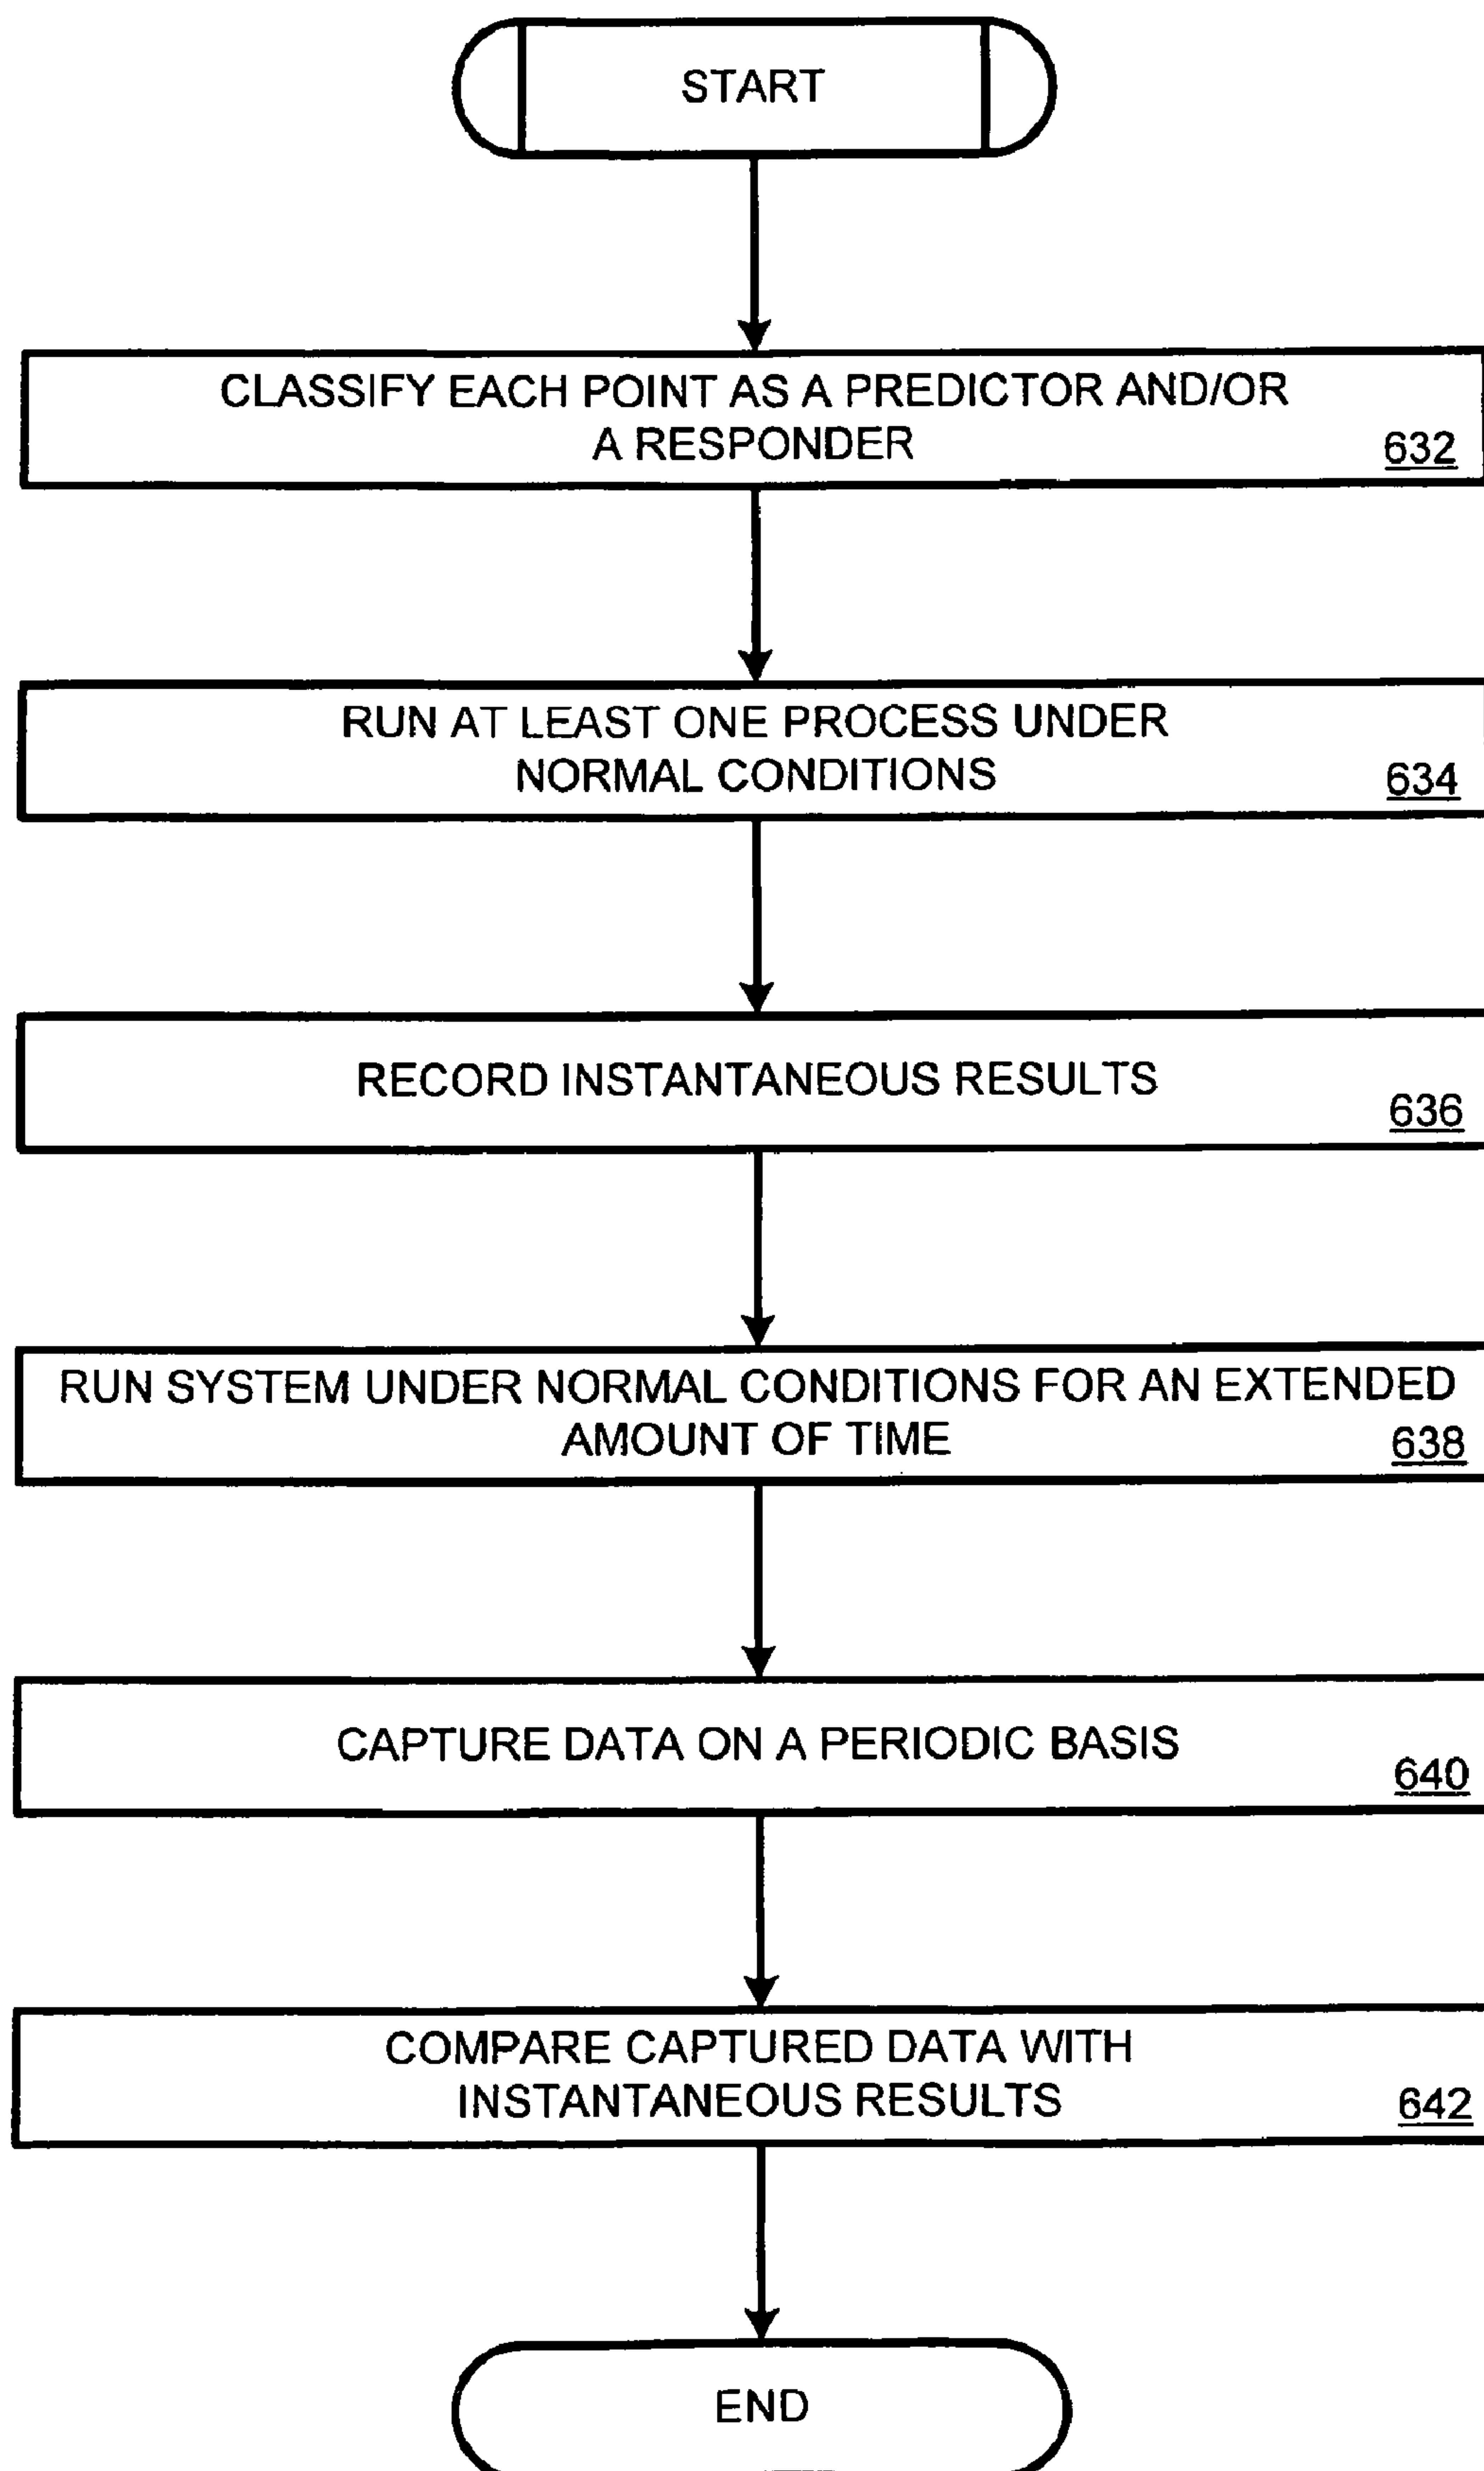 START
CLASSIFY EACH POINT AS A PREDICTOR AND/OR
A RESPONDER
632
RUN AT LEAST ONE PROCESS UNDER
NORMAL CONDITIONS
634
RECORD INSTANTANEOUS RESULTS
636
RUN SYSTEM UNDER NORMAL CONDITIONS FOR AN EXTENDED
AMOUNT OF TIME
638
CAPTURE DATA ON A PERIODIC BASIS
640
COMPARE CAPTURED DATA WITH
INSTANTANEOUS RESULTS
642
END